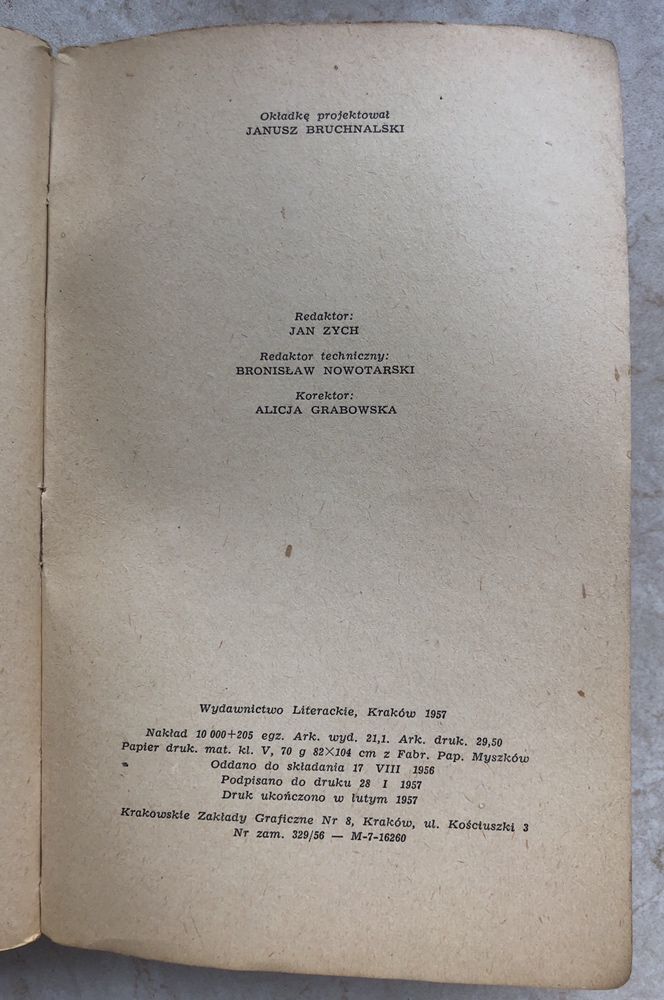 Okładkę projektował
JANUSZ BRUCHNALSKI
Redaktor:
JAN ZYCH
Redaktor techniczny:
BRONISŁAW NOWOTARSKI
Korektor:
ALICJA GRABOWSKA
Wydawnictwo Literackie, Kraków 1957
Nakład 10 000+205 egz. Ark. wyd. 21,1. Ark. druk. 29,50
Papier druk. mat. kl. V, 70 g 82×104 cm z Fabr. Pap. Myszków
Oddano do składania 17 VIII 1956
Podpisano do druku 28 I 1957
Druk ukończono w lutym 1957
Krakowskie Zakłady Graficzne Nr 8, Kraków, ul. Kościuszki 3
Nr zam. 329/56 — M-7-16260